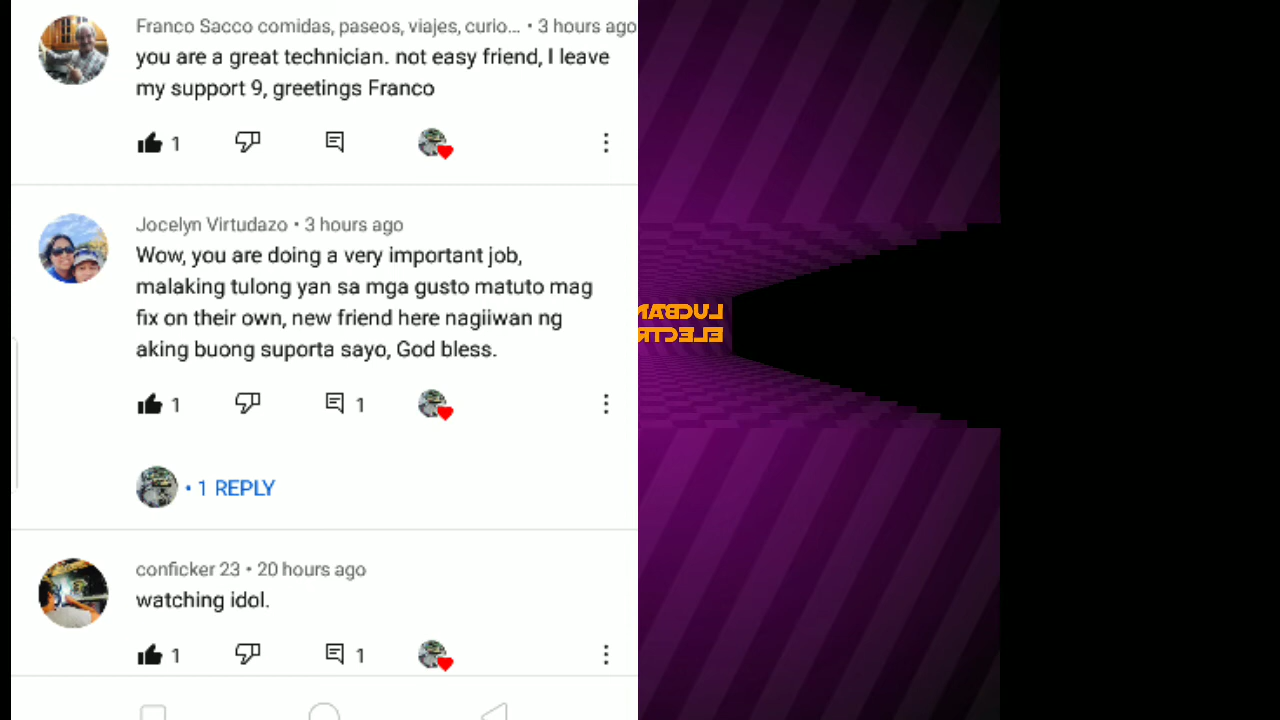 Franco Sacco comidas, paseos, viajes, curio... • 3 hours ago
you are a great technician. not easy friend, I leave
my support 9, greetings Franco
1
Jocelyn Virtudazo • 3 hours ago
Wow, you are doing a very important job,
malaking tulong yan sa mga gusto matuto mag
fix on their own, new friend here nagiiwan ng
aking buong suporta sayo, God bless.
1
1
• 1 REPLY
conficker 23 • 20 hours ago
watching idol.
1
1
LUCBAN
ELECTR